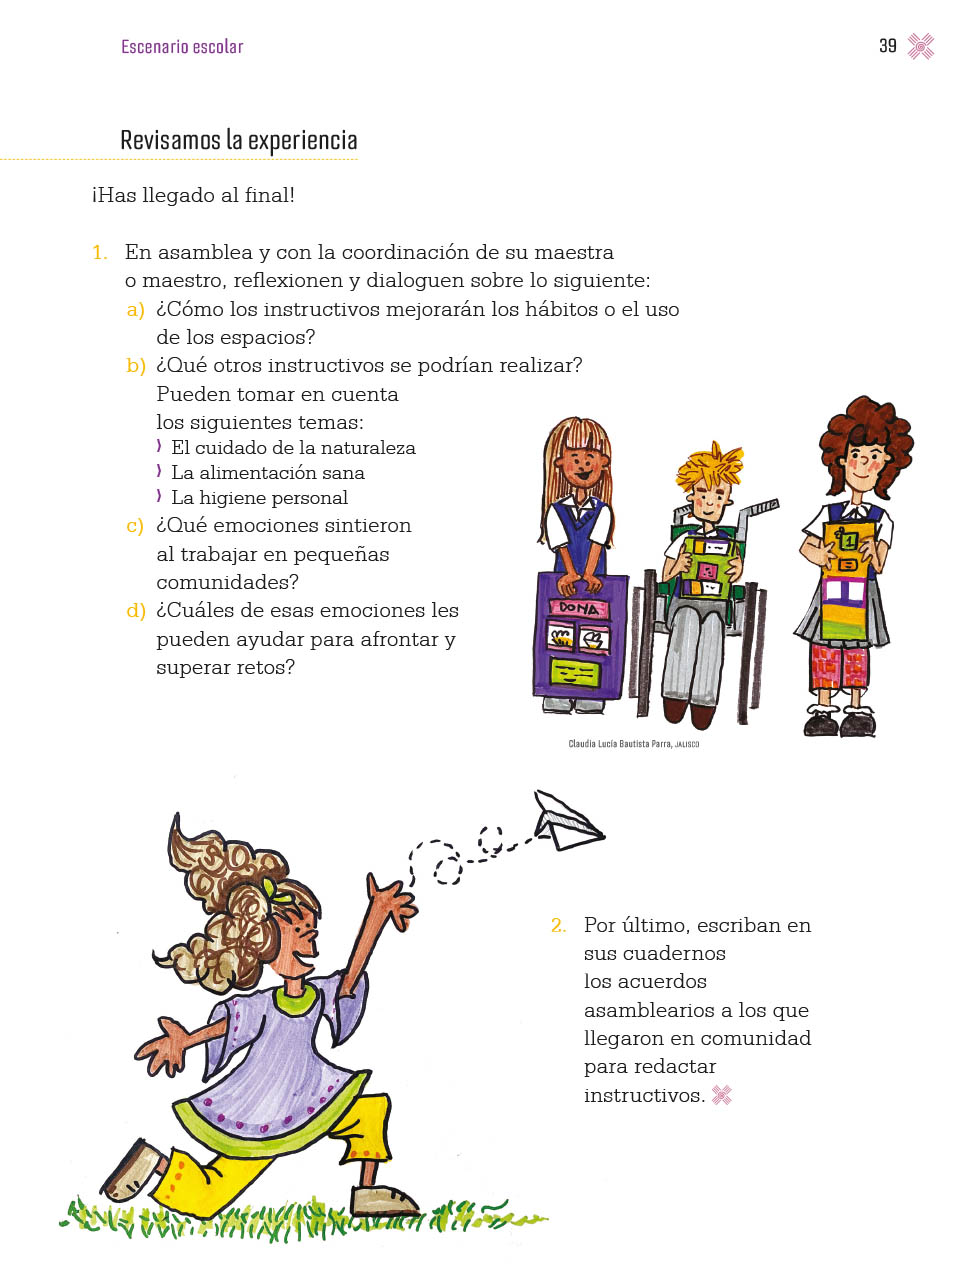 Escenario escolar
39
Revisamos la experiencia
¡Has llegado al final!
1. En asamblea y con la coordinación de su maestra
o maestro, reflexionen y dialoguen sobre lo siguiente:
a) ¿Cómo los instructivos mejorarán los hábitos o el uso
de los espacios?
b) ¿Qué otros instructivos se podrían realizar?
Pueden tomar en cuenta
los siguientes temas:
› El cuidado de la naturaleza
› La alimentación sana
› La higiene personal
c) ¿Qué emociones sintieron
al trabajar en pequeñas
comunidades?
d) ¿Cuáles de esas emociones les
pueden ayudar para afrontar y
superar retos?
DONA
3
1
Claudia Lucía Bautista Parra, JALISCO
2. Por último, escriban en
sus cuadernos
los acuerdos
asamblearios a los que
llegaron en comunidad
para redactar
instructivos.